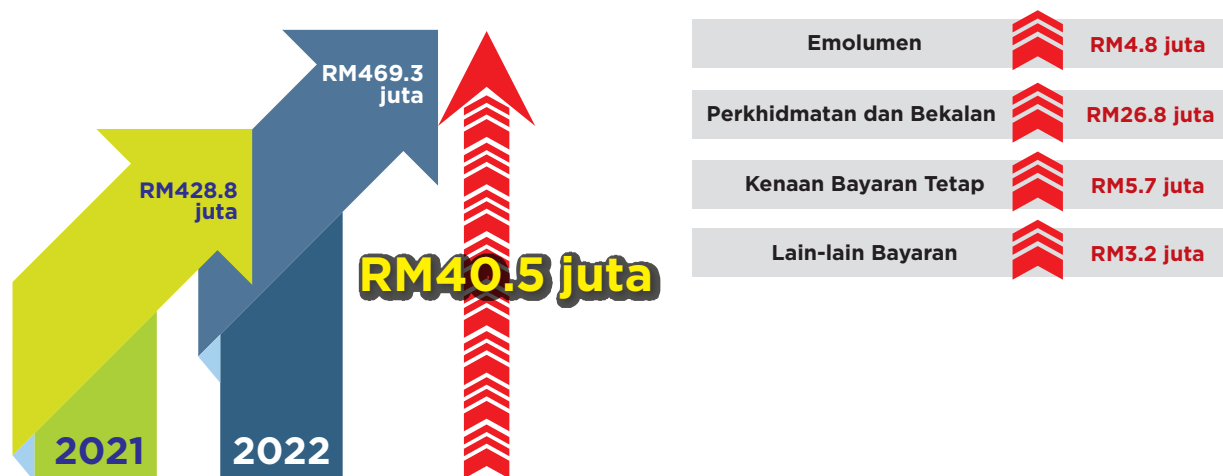 RM469.3
juta
RM428.8
juta
RM40.5 juta
2021
2022
Emolumen
RM4.8 juta
Perkhidmatan dan Bekalan
RM26.8 juta
Kenaan Bayaran Tetap
RM5.7 juta
Lain-lain Bayaran
RM3.2 juta